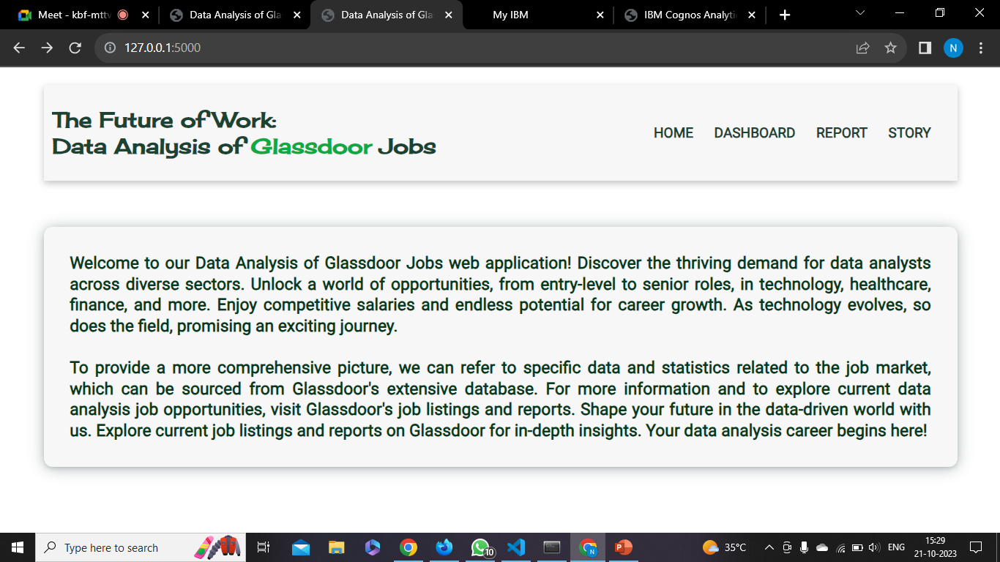 Meet - kbf-mttv
Data Analysis of Gla
Data Analysis of Gla
My IBM
IBM Cognos Analyti
127.0.0.1:5000
N
The Future of Work:
Data Analysis of Glassdoor Jobs
HOME DASHBOARD REPORT STORY
Welcome to our Data Analysis of Glassdoor Jobs web application! Discover the thriving demand for data analysts
across diverse sectors. Unlock a world of opportunities, from entry-level to senior roles, in technology, healthcare,
finance, and more. Enjoy competitive salaries and endless potential for career growth. As technology evolves, so
does the field, promising an exciting journey.
To provide a more comprehensive picture, we can refer to specific data and statistics related to the job market,
which can be sourced from Glassdoor's extensive database. For more information and to explore current data
analysis job opportunities, visit Glassdoor's job listings and reports. Shape your future in the data-driven world with
us. Explore current job listings and reports on Glassdoor for in-depth insights. Your data analysis career begins here!
Type here to search
10
N
P
35°C
ENG
15:29
21-10-2023